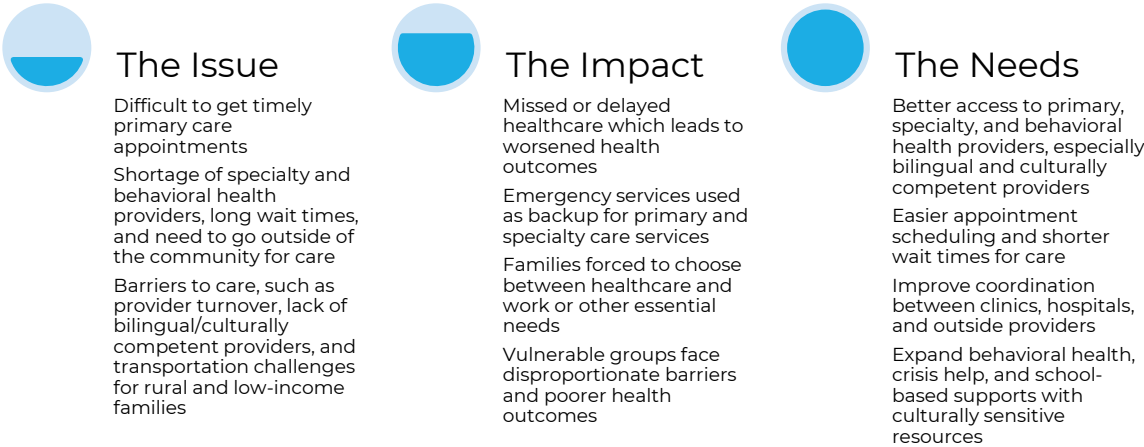 The Issue
Difficult to get timely
primary care
appointments
Shortage of specialty and
behavioral health
providers, long wait times,
and need to go outside of
the community for care
Barriers to care, such as
provider turnover, lack of
bilingual/culturally
competent providers, and
transportation challenges
for rural and low-income
families
The Impact
Missed or delayed
healthcare which leads to
worsened health
outcomes
Emergency services used
as backup for primary and
specialty care services
Families forced to choose
between healthcare and
work or other essential
needs
Vulnerable groups face
disproportionate barriers
and poorer health
outcomes
The Needs
Better access to primary,
specialty, and behavioral
health providers, especially
bilingual and culturally
competent providers
Easier appointment
scheduling and shorter
wait times for care
Improve coordination
between clinics, hospitals,
and outside providers
Expand behavioral health,
crisis help, and school-
based supports with
culturally sensitive
resources